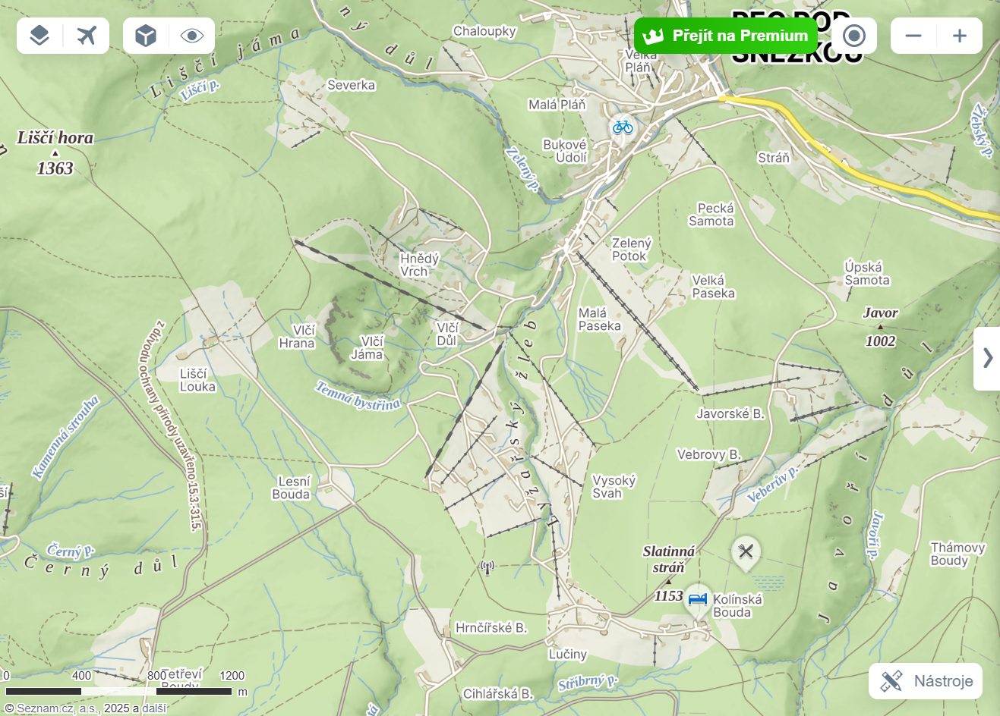 PEC POD
SNĚŽKOU
Přejít na Premium
Chaloupky
ný důl
Liščí jáma
Liščí p.
Severka
Velká
Pláň
Malá Pláň
Bukové
Údolí
Zelený p.
Stráň
Žlebský p.
Liščí hora
1363
Pecká
Samota
Zelený
Potok
Hnědý
Vrch
Velká
Paseka
Úpská
Samota
Javor
1002
Malá
Paseka
Vlčí
Hrana
Vlčí
Jáma
Vlčí
Důl
Liščí
Louka
Temná bystřina
z důvodu ochrany přírody uzavřeno 15.3.-31.5.
Kamenná strouha
Javorské B.
Vebrovy B.
Veberův p.
Lesní
Bouda
Vysoký
Svah
Lyžařský žleb
Javoří důl
Javoří p.
Thámovy
Boudy
ší
Černý p.
Černý důl
Slatinná
stráň
1153
Kolínská
Bouda
Hrnčířské B.
Lučiny
Stříbrný p.
Cihlářská B.
Tetřeví
Boudy
tá
Nástroje
0 400 800 1200
m
© Seznam.cz, a.s., 2025 a další